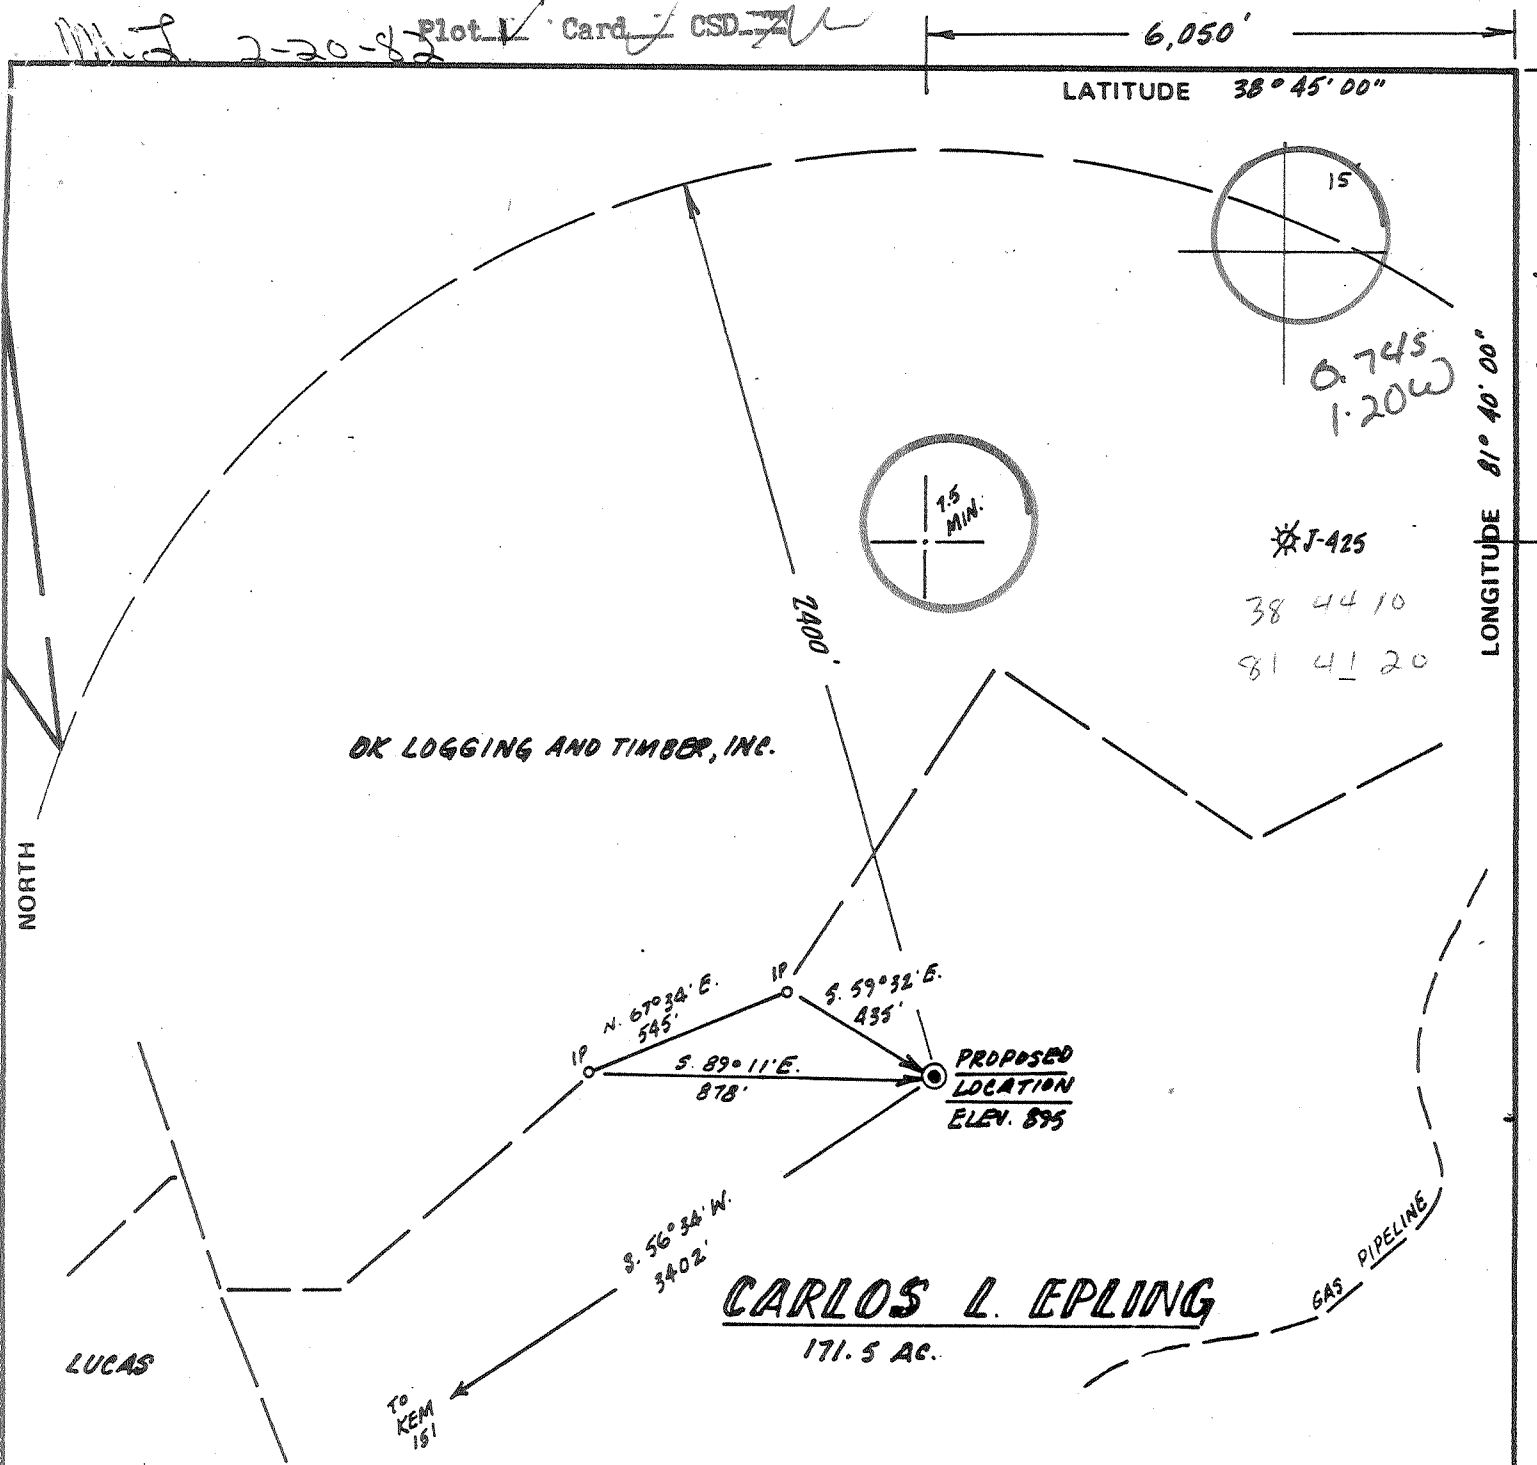 M.L. 2-20-82 Plot Card CSD
6,050'
LATITUDE 38° 45' 00"
15'
0.74S
1.20W
LONGITUDE 81° 40' 00"
7.5
MIN.
J-425
38 44 10
81 41 20
2400'
OK LOGGING AND TIMBER, INC.
NORTH
IP
N. 67° 34' E.
545'
IP
S. 59° 32' E.
435'
S. 89° 11' E.
878'
PROPOSED
LOCATION
ELEV. 895
S. 56° 34' W.
3402'
TO
KEM
151
CARLOS L. EPLING
171.5 AC.
LUCAS
GAS PIPELINE